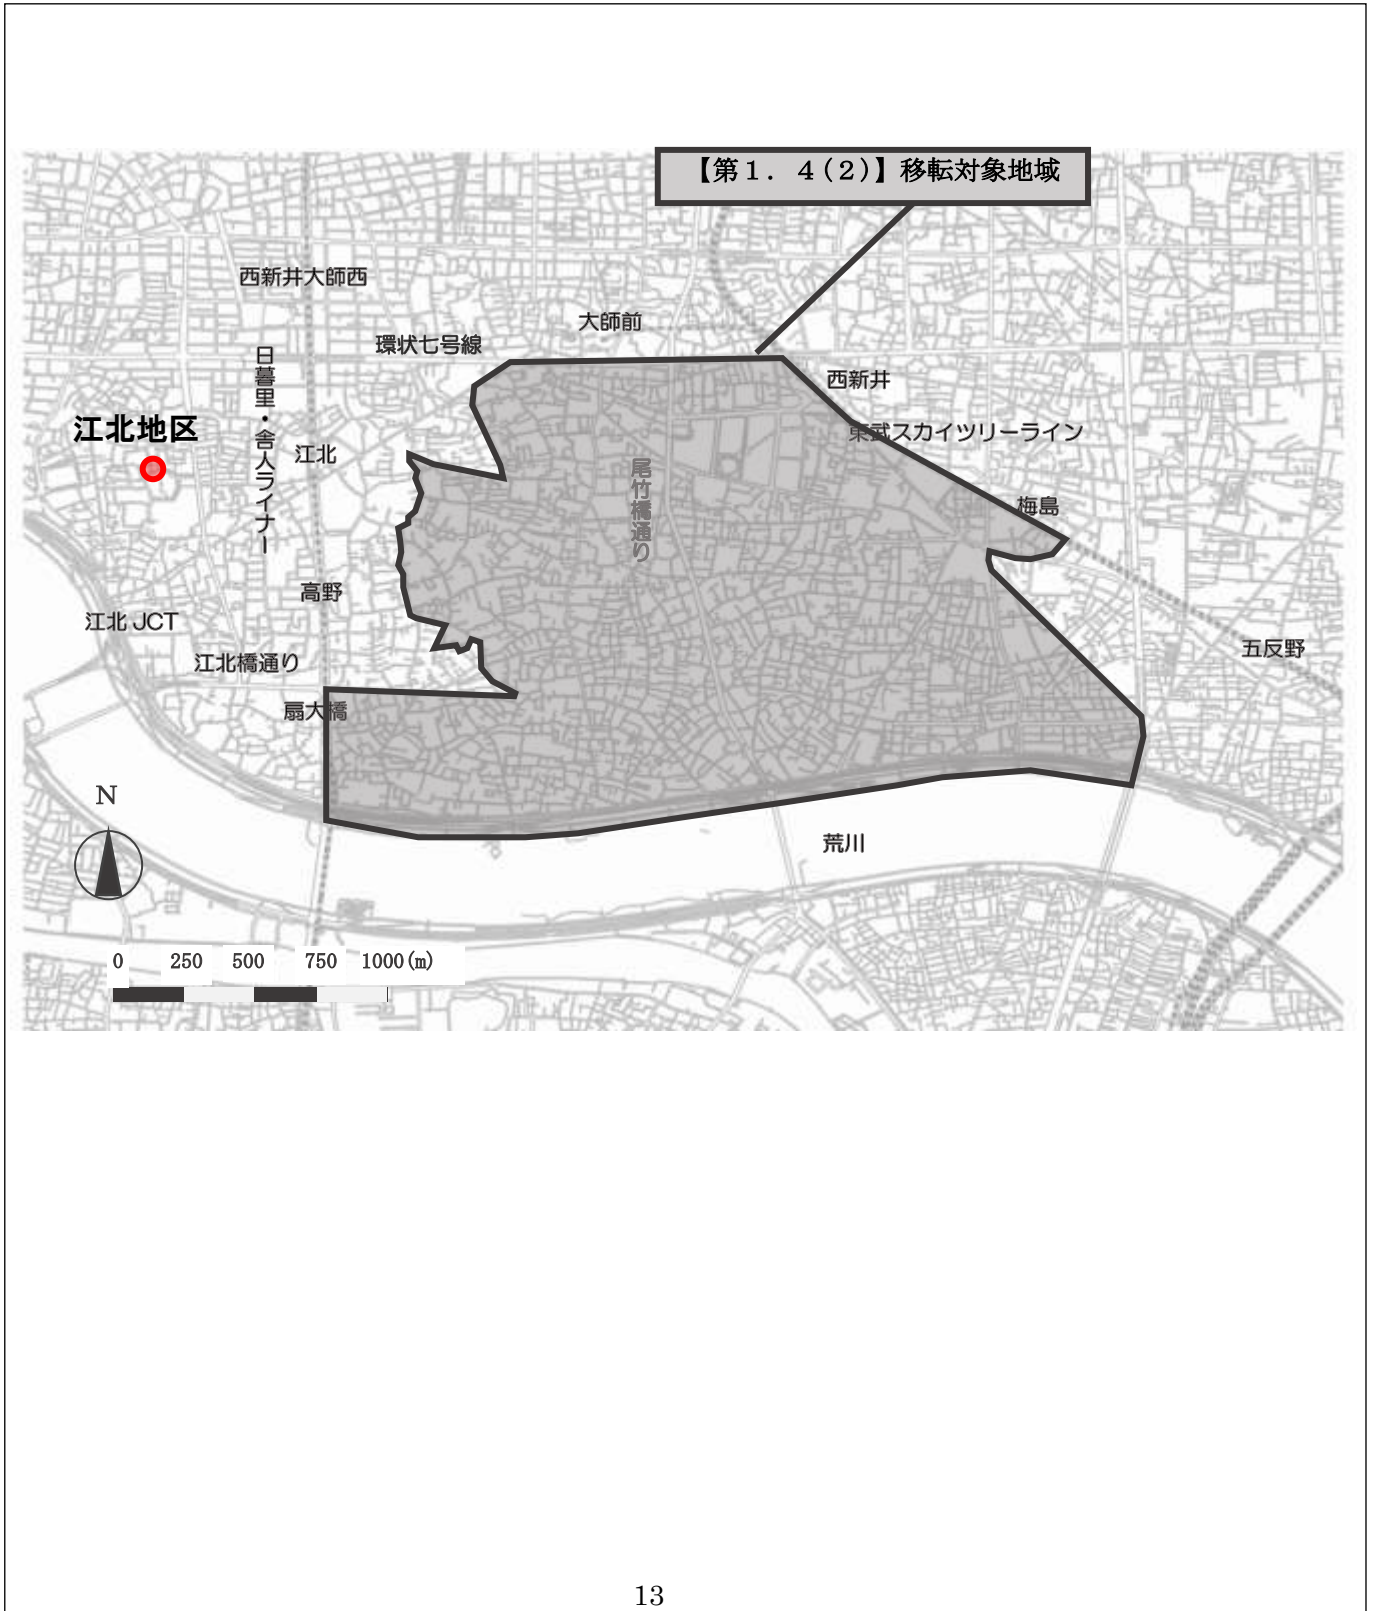 【第１．４(２)】移転対象地域
西新井大師西
大師前
環状七号線
西新井
日暮里・舎人ライナー
江北地区
東武スカイツリーライン
江北
尾竹橋通り
梅島
高野
江北 JCT
五反野
江北橋通り
扇大橋
N
荒川
0 250 500 750 1000(m)
13